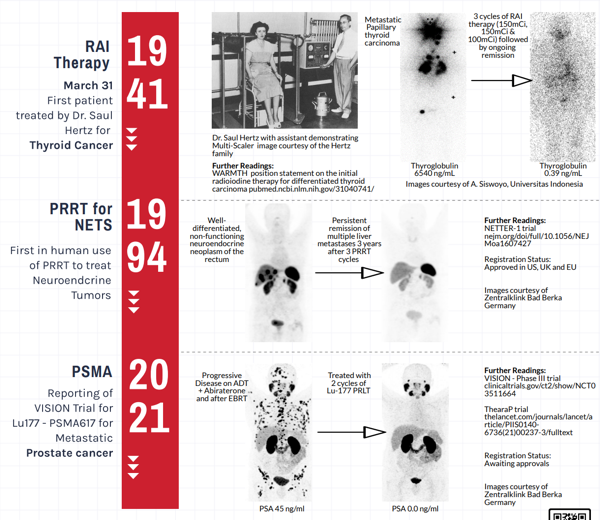 RAI
Therapy
March 31
First patient
treated by Dr. Saul
Hertz for
Thyroid Cancer
19
41
Dr. Saul Hertz with assistant demonstrating
Multi-Scaler image courtesy of the Hertz
family
Further Readings:
WARMTH position statement on the initial
radioiodine therapy for differentiated thyroid
carcinoma pubmed.ncbi.nlm.nih.gov/31040741/
Metastatic
Papillary
thyroid
carcinoma
3 cycles of RAI
therapy (150mCi,
150mCi &
100mCi) followed
by ongoing
remission
Thyroglobulin
6540 ng/mL
Thyroglobulin
0.39 ng/mL
Images courtesy of A. Siswoyo, Universitas Indonesia
PRRT for
NETS
First in human use
of PRRT to treat
Neuroendcrine
Tumors
19
94
Well-
differentiated,
non-functioning
neuroendocrine
neoplasm of the
rectum
Persistent
remission of
multiple liver
metastases 3 years
after 3 PRRT
cycles
Further Readings:
NETTER-1 trial
nejm.org/doi/full/10.1056/NEJ
Moa1607427
Registration Status:
Approved in US, UK and EU
Images courtesy of
Zentralklink Bad Berka
Germany
PSMA
Reporting of
VISION Trial for
Lu177 - PSMA617 for
Metastatic
Prostate cancer
20
21
Progressive
Disease on ADT
+ Abiraterone
and after EBRT
Treated with
2 cycles of
Lu-177 PRLT
PSA 45 ng/ml
PSA 0.0 ng/ml
Further Readings:
VISION - Phase III trial
clinicaltrials.gov/ct2/show/NCT0
3511664
TheraaP trial
thelancet.com/journals/lancet/a
rticle/PIIS0140-
6736(21)00237-3/fulltext
Registration Status:
Awaiting approvals
Images courtesy of
Zentralklink Bad Berka
Germany